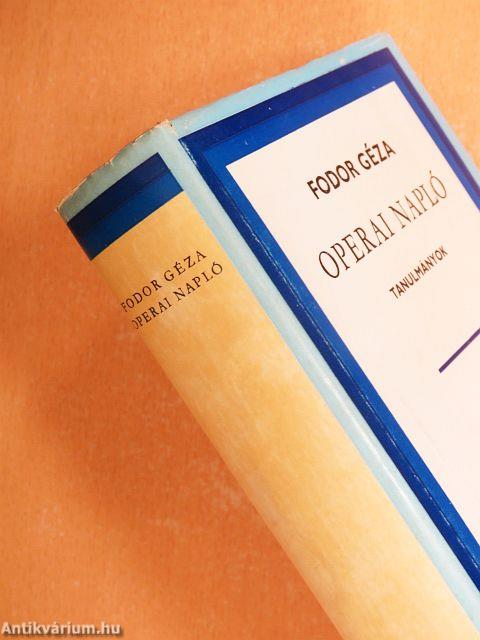 FODOR GÉZA
OPERAI NAPLÓ
TANULMÁNYOK
FODOR GÉZA
OPERAI NAPLÓ
Antikvárium.hu